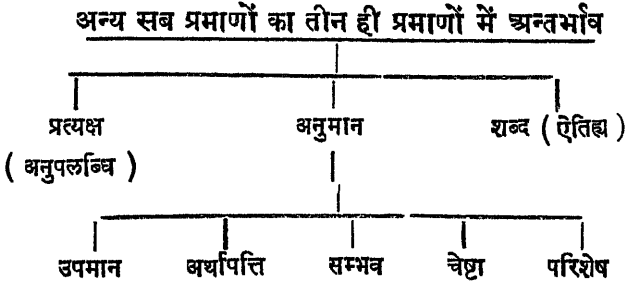 अन्य सब प्रमाणों का तीन ही प्रमाणों में अन्तर्भाव
प्रत्यक्ष अनुमान शब्द ( ऐतिह्य )
( अनुपलब्धि )
उपमान अर्थापत्ति सम्भव चेष्टा परिशेष